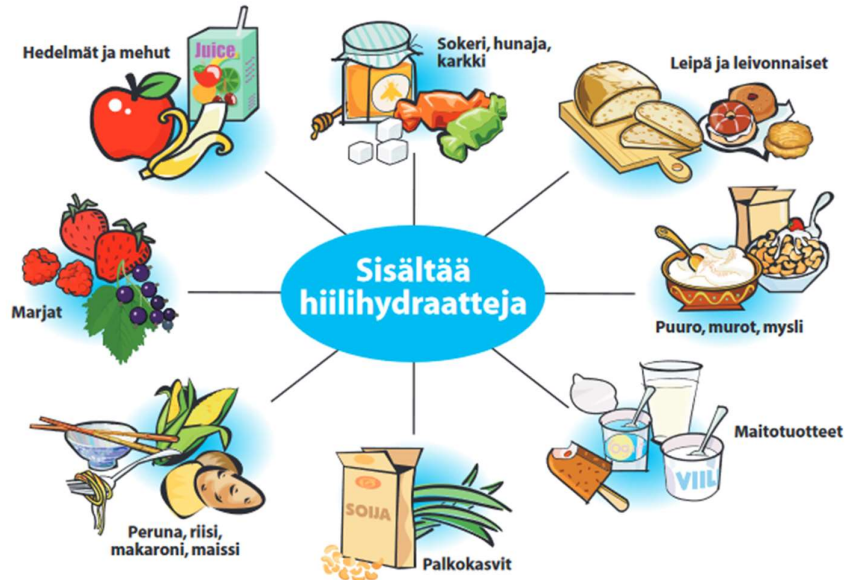 Hedelmät ja mehut
Juice
Sokeri, hunaja,
karkki
Leipä ja leivonnaiset
Sisältää
hiilihydraatteja
Marjat
Puuro, murot, mysli
Maitotuotteet
VIIL
Peruna, riisi,
makaroni, maissi
SOIJA
Palkokasvit